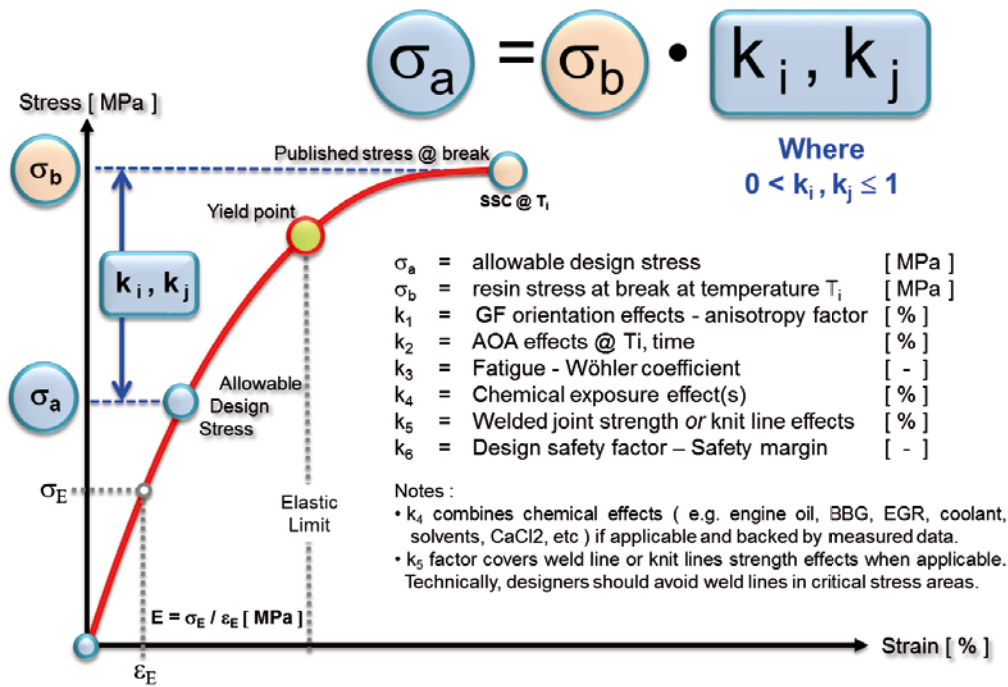 σa = σb • ki , kj
Where
0 < ki , kj ≤ 1
Stress [ MPa ]
σb
Published stress @ break
SSC @ Ti
Yield point
ki , kj
σa
Allowable
Design
Stress
σE
Elastic
Limit
E = σE / εE [ MPa ]
εE
Strain [ % ]
σa = allowable design stress [ MPa ]
σb = resin stress at break at temperature Ti [ MPa ]
k1 = GF orientation effects - anisotropy factor [ % ]
k2 = AOA effects @ Ti, time [ % ]
k3 = Fatigue - Wöhler coefficient [ - ]
k4 = Chemical exposure effect(s) [ % ]
k5 = Welded joint strength or knit line effects [ % ]
k6 = Design safety factor – Safety margin [ - ]
Notes :
• k4 combines chemical effects ( e.g. engine oil, BBG, EGR, coolant,
solvents, CaCl2, etc ) if applicable and backed by measured data.
• k5 factor covers weld line or knit lines strength effects when applicable.
Technically, designers should avoid weld lines in critical stress areas.